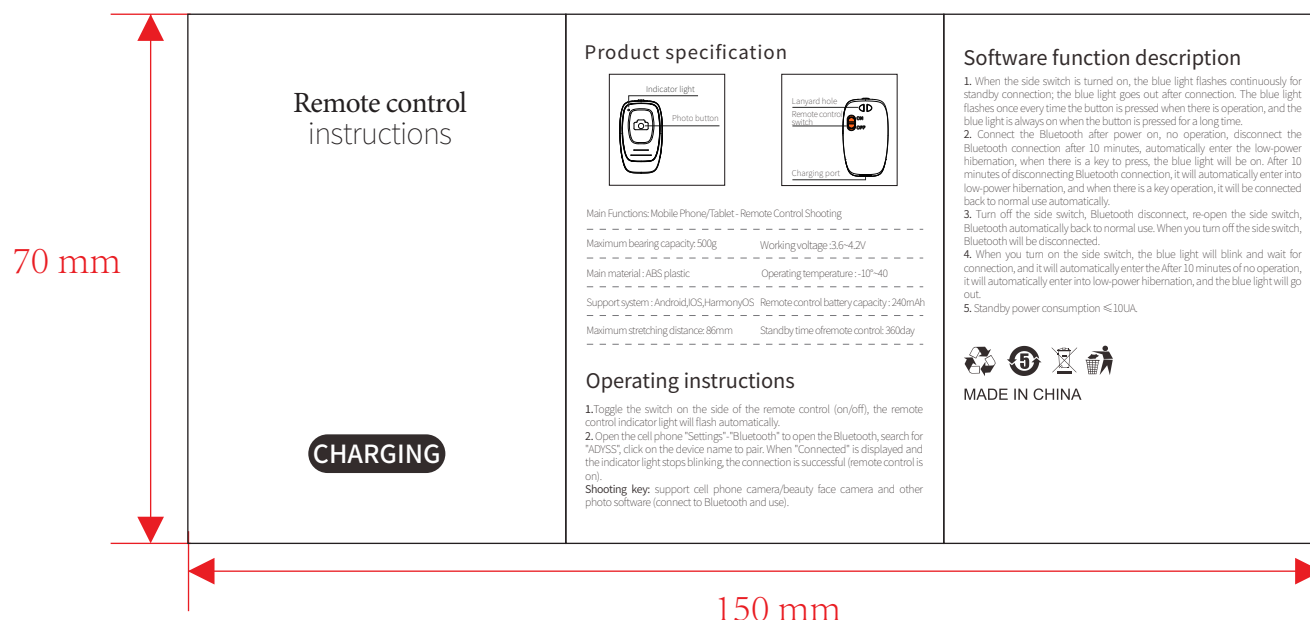 70 mm
Remote control
instructions
CHARGING
Product specification
Indicator light
Photo button
Lanyard hole
Remote control
switch
ON
OFF
Charging port
Main Functions: Mobile Phone/Tablet - Remote Control Shooting
Maximum bearing capacity: 500g
Working voltage :3.6~4.2V
Main material : ABS plastic
Operating temperature : -10°~40
Support system : Android,IOS,HarmonyOS
Remote control battery capacity : 240mAh
Maximum stretching distance: 86mm
Standby time ofremote control: 360day
Operating instructions
1.Toggle the switch on the side of the remote control (on/off), the remote
control indicator light will flash automatically.
2. Open the cell phone "Settings"-"Bluetooth" to open the Bluetooth, search for
"ADYSS", click on the device name to pair. When "Connected" is displayed and
the indicator light stops blinking, the connection is successful (remote control is
on).
Shooting key: support cell phone camera/beauty face camera and other
photo software (connect to Bluetooth and use).
Software function description
1. When the side switch is turned on, the blue light flashes continuously for
standby connection; the blue light goes out after connection. The blue light
flashes once every time the button is pressed when there is operation, and the
blue light is always on when the button is pressed for a long time.
2. Connect the Bluetooth after power on, no operation, disconnect the
Bluetooth connection after 10 minutes, automatically enter the low-power
hibernation, when there is a key to press, the blue light will be on. After 10
minutes of disconnecting Bluetooth connection, it will automatically enter into
low-power hibernation, and when there is a key operation, it will be connected
back to normal use automatically.
3. Turn off the side switch, Bluetooth disconnect, re-open the side switch,
Bluetooth automatically back to normal use. When you turn off the side switch,
Bluetooth will be disconnected.
4. When you turn on the side switch, the blue light will blink and wait for
connection, and it will automatically enter the After 10 minutes of no operation,
it will automatically enter into low-power hibernation, and the blue light will go
out.
5. Standby power consumption ≤10UA.
5
MADE IN CHINA
150 mm